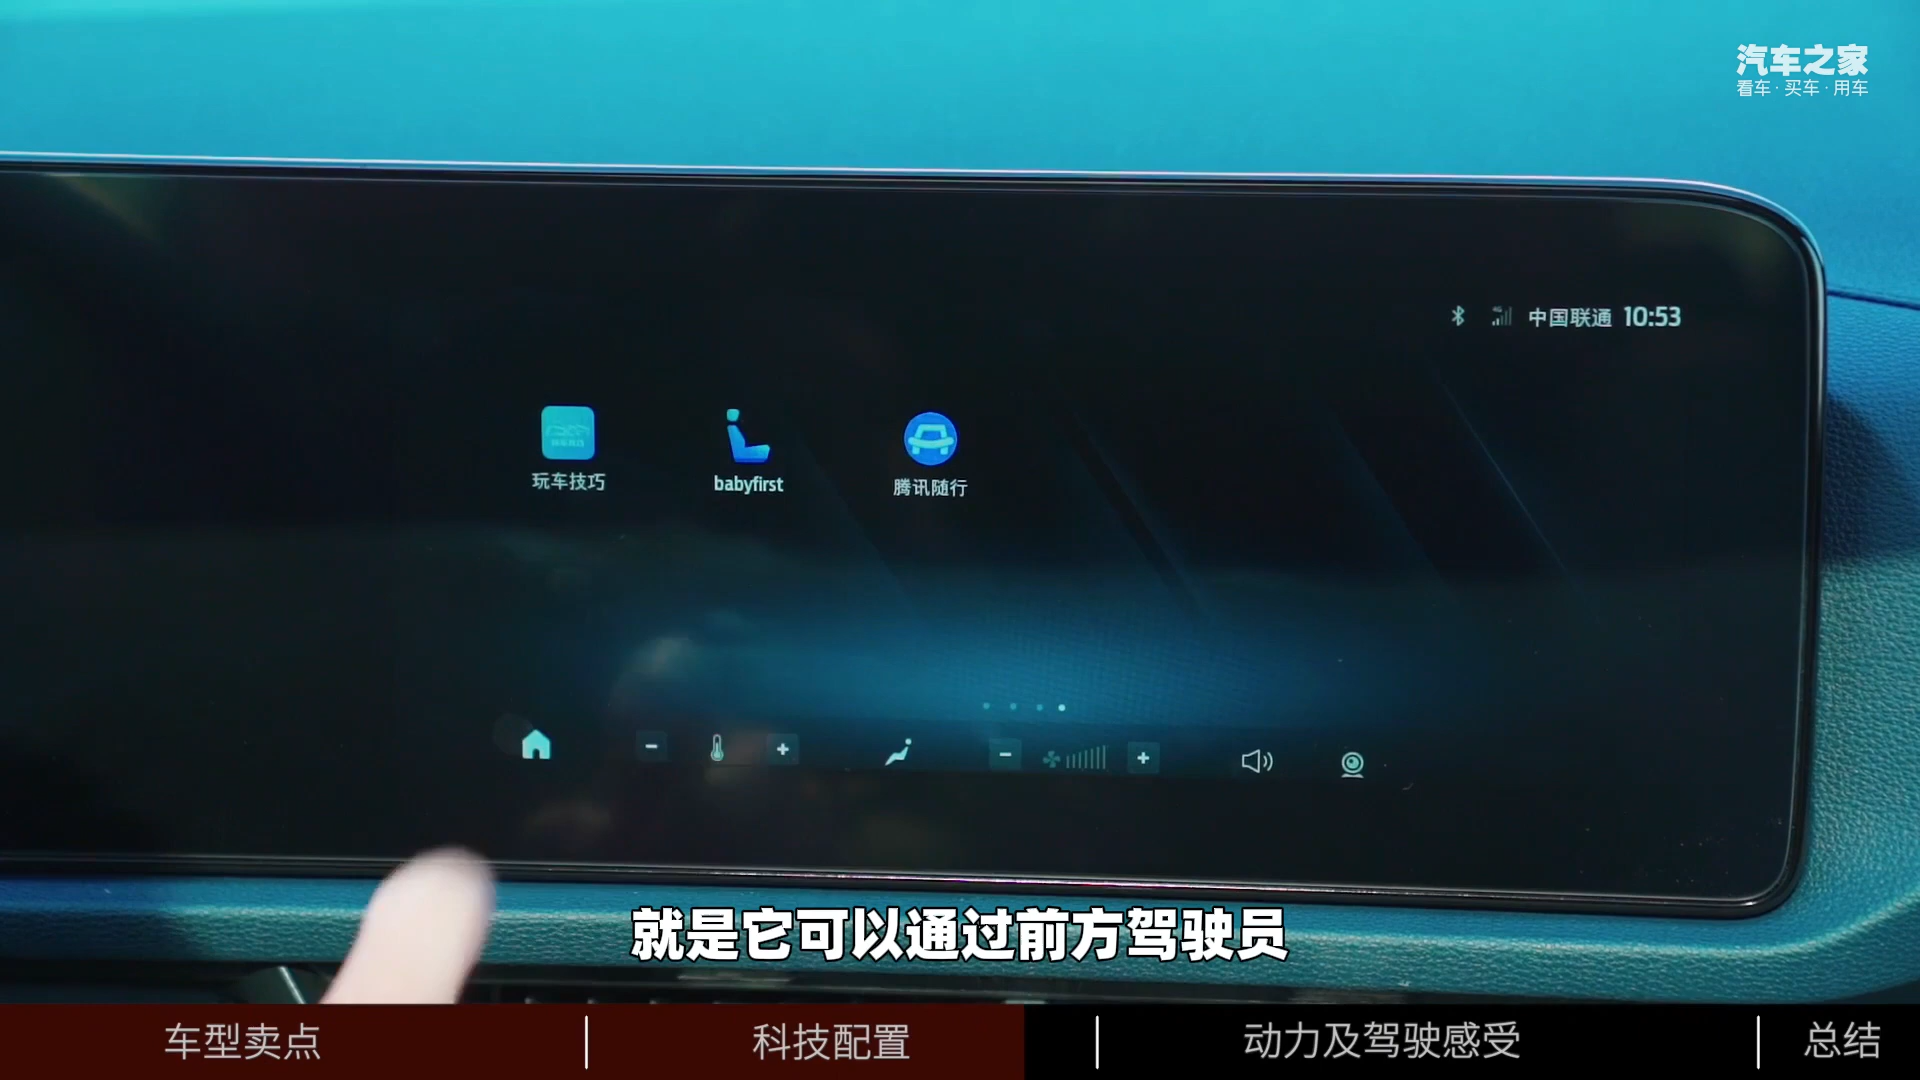 汽车之家
看车·买车·用车
中国联通 10:53
玩车技巧
babyfirst
腾讯随行
就是它可以通过前方驾驶员
车型卖点
科技配置
动力及驾驶感受
总结